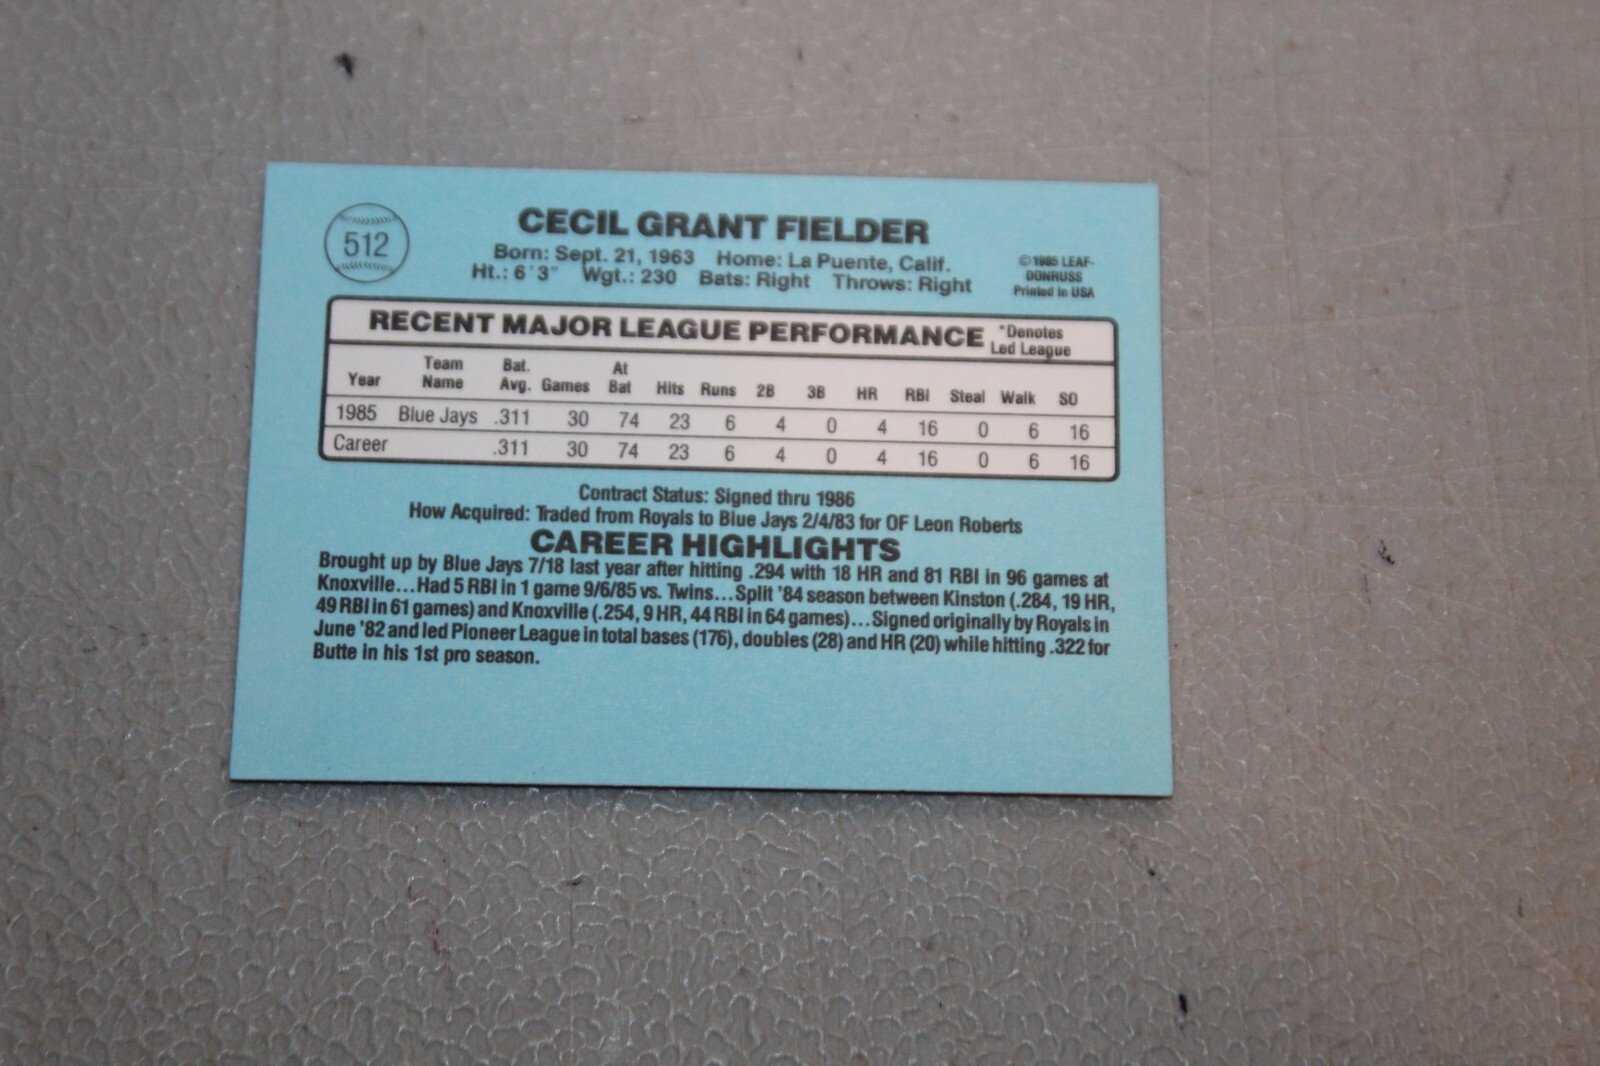 512
CECIL GRANT FIELDER
Born: Sept. 21, 1963 Home: La Puente, Calif.
Ht.: 6'3" Wgt.: 230 Bats: Right Throws: Right
©1985 LEAF-
DONRUSS
Printed in USA
RECENT MAJOR LEAGUE PERFORMANCE *Denotes
Led League
Year Team Name Bat. Avg. Games At Bat Hits Runs 2B 3B HR RBI Steal Walk SO
1985 Blue Jays .311 30 74 23 6 4 0 4 16 0 6 16
Career .311 30 74 23 6 4 0 4 16 0 6 16
Contract Status: Signed thru 1986
How Acquired: Traded from Royals to Blue Jays 2/4/83 for OF Leon Roberts
CAREER HIGHLIGHTS
Brought up by Blue Jays 7/18 last year after hitting .294 with 18 HR and 81 RBI in 96 games at
Knoxville...Had 5 RBI in 1 game 9/6/85 vs. Twins...Split '84 season between Kinston (.284, 19 HR,
49 RBI in 61 games) and Knoxville (.254, 9 HR, 44 RBI in 64 games)...Signed originally by Royals in
June '82 and led Pioneer League in total bases (176), doubles (28) and HR (20) while hitting .322 for
Butte in his 1st pro season.